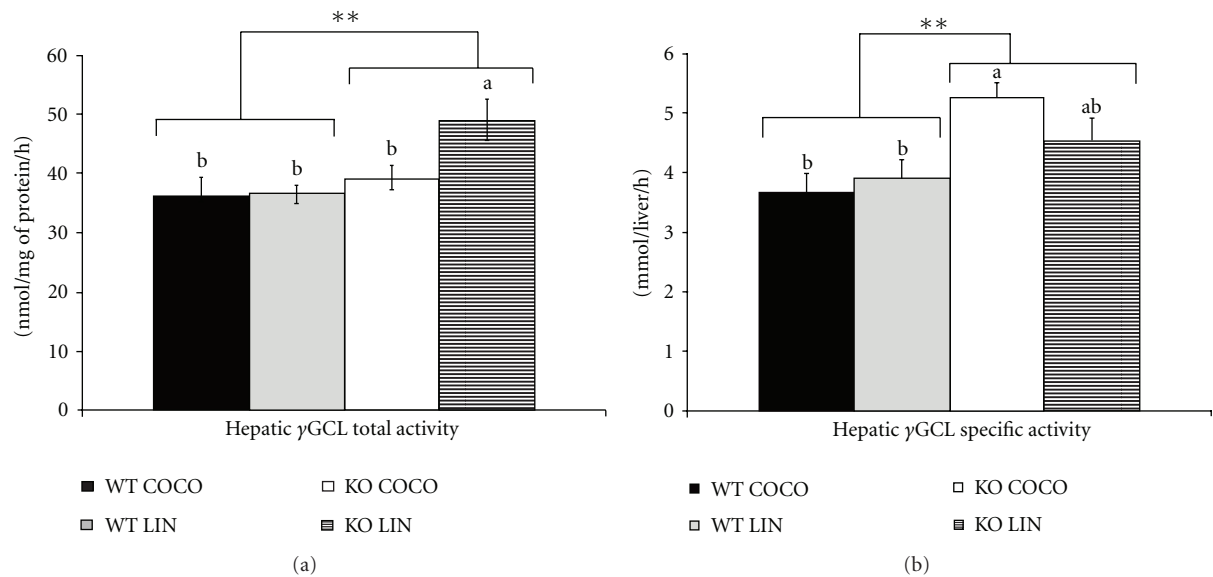 **
60
50
40
30
20
10
0
(nmol/mg of protein/h)
b
b
b
a
Hepatic γGCL total activity
WT COCO
KO COCO
WT LIN
KO LIN
(a)
**
6
5
4
3
2
1
0
(mmol/liver/h)
b
b
a
ab
Hepatic γGCL specific activity
WT COCO
KO COCO
WT LIN
KO LIN
(b)